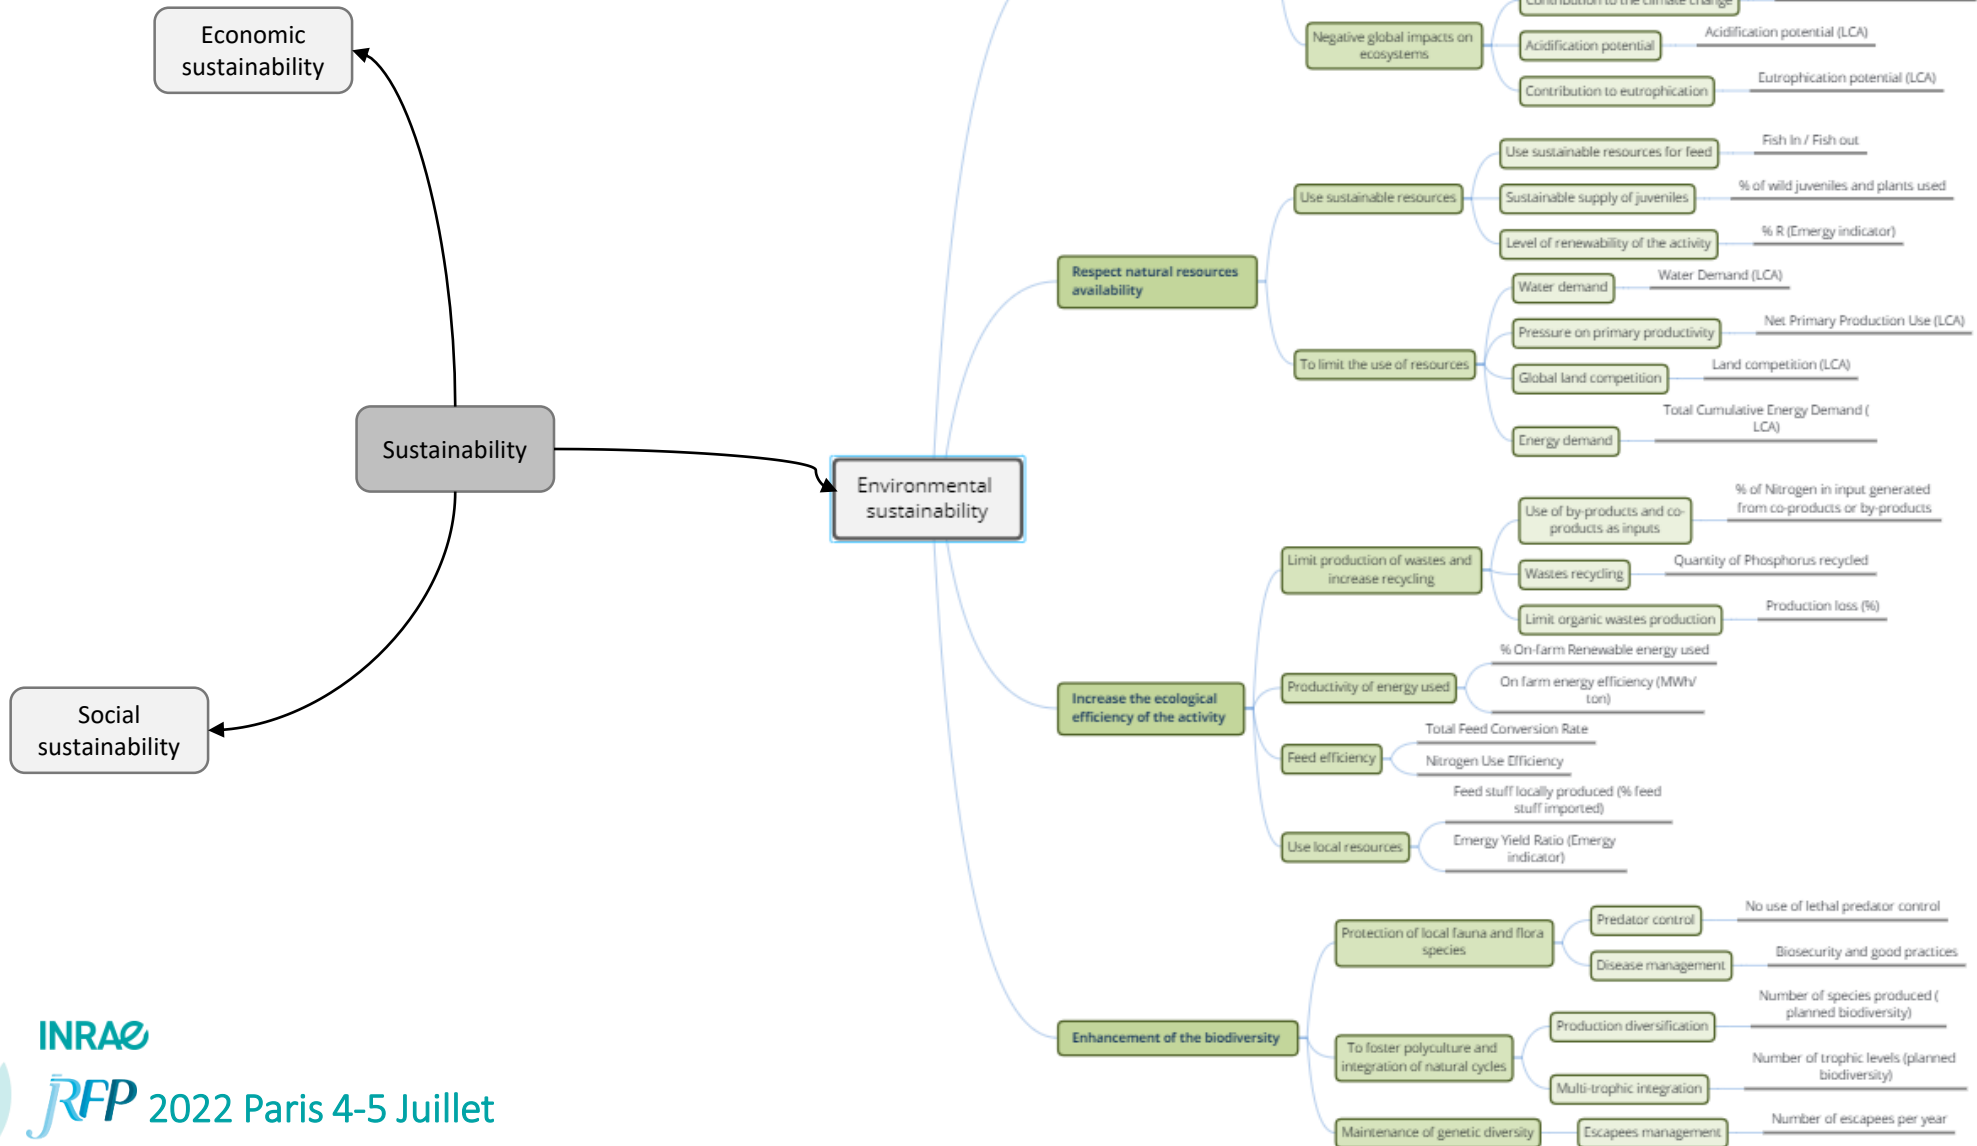 Economic
sustainability
Sustainability
Social
sustainability
Environmental
sustainability
Contribution to the climate change
Negative global impacts on
ecosystems
Acidification potential
Acidification potential (LCA)
Contribution to eutrophication
Eutrophication potential (LCA)
Respect natural resources
availability
Use sustainable resources
Use sustainable resources for feed
Fish In / Fish out
Sustainable supply of juveniles
% of wild juveniles and plants used
Level of renewability of the activity
% R (Emergy indicator)
To limit the use of resources
Water demand
Water Demand (LCA)
Pressure on primary productivity
Net Primary Production Use (LCA)
Global land competition
Land competition (LCA)
Energy demand
Total Cumulative Energy Demand (
LCA)
Increase the ecological
efficiency of the activity
Limit production of wastes and
increase recycling
Use of by-products and co-
products as inputs
% of Nitrogen in input generated
from co-products or by-products
Wastes recycling
Quantity of Phosphorus recycled
Limit organic wastes production
Production loss (%)
Productivity of energy used
% On-farm Renewable energy used
On farm energy efficiency (MWh/
ton)
Feed efficiency
Total Feed Conversion Rate
Nitrogen Use Efficiency
Use local resources
Feed stuff locally produced (% feed
stuff imported)
Emergy Yield Ratio (Emergy
indicator)
Enhancement of the biodiversity
Protection of local fauna and flora
species
Predator control
No use of lethal predator control
Disease management
Biosecurity and good practices
To foster polyculture and
integration of natural cycles
Production diversification
Number of species produced (
planned biodiversity)
Multi-trophic integration
Number of trophic levels (planned
biodiversity)
Maintenance of genetic diversity
Escapees management
Number of escapees per year
INRAE
JRFP 2022 Paris 4-5 Juillet